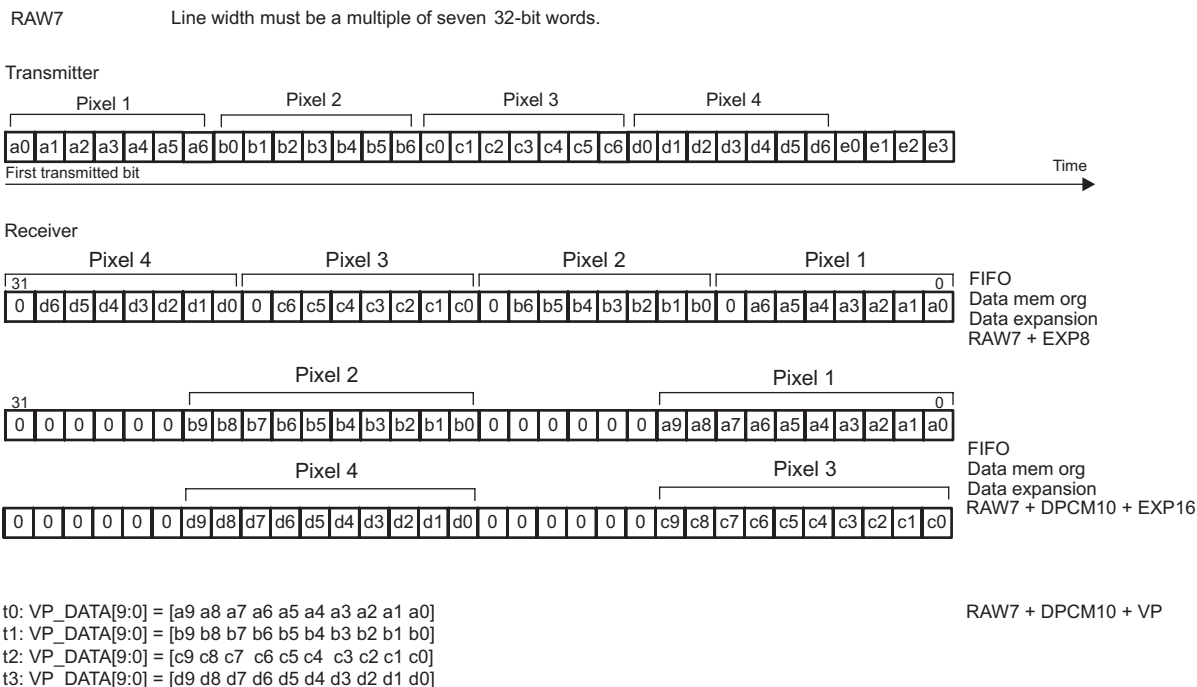 RAW7 Line width must be a multiple of seven 32-bit words.
Transmitter
Pixel 1 Pixel 2 Pixel 3 Pixel 4
a0 a1 a2 a3 a4 a5 a6 b0 b1 b2 b3 b4 b5 b6 c0 c1 c2 c3 c4 c5 c6 d0 d1 d2 d3 d4 d5 d6 e0 e1 e2 e3
First transmitted bit Time
Receiver
Pixel 4 Pixel 3 Pixel 2 Pixel 1
31 0
0 d6 d5 d4 d3 d2 d1 d0 0 c6 c5 c4 c3 c2 c1 c0 0 b6 b5 b4 b3 b2 b1 b0 0 a6 a5 a4 a3 a2 a1 a0
FIFO
Data mem org
Data expansion
RAW7 + EXP8
Pixel 2 Pixel 1
31 0
0 0 0 0 0 0 b9 b8 b7 b6 b5 b4 b3 b2 b1 b0 0 0 0 0 0 0 a9 a8 a7 a6 a5 a4 a3 a2 a1 a0
Pixel 4 Pixel 3
0 0 0 0 0 0 d9 d8 d7 d6 d5 d4 d3 d2 d1 d0 0 0 0 0 0 0 c9 c8 c7 c6 c5 c4 c3 c2 c1 c0
FIFO
Data mem org
Data expansion
RAW7 + DPCM10 + EXP16
t0: VP_DATA[9:0] = [a9 a8 a7 a6 a5 a4 a3 a2 a1 a0] RAW7 + DPCM10 + VP
t1: VP_DATA[9:0] = [b9 b8 b7 b6 b5 b4 b3 b2 b1 b0]
t2: VP_DATA[9:0] = [c9 c8 c7 c6 c5 c4 c3 c2 c1 c0]
t3: VP_DATA[9:0] = [d9 d8 d7 d6 d5 d4 d3 d2 d1 d0]